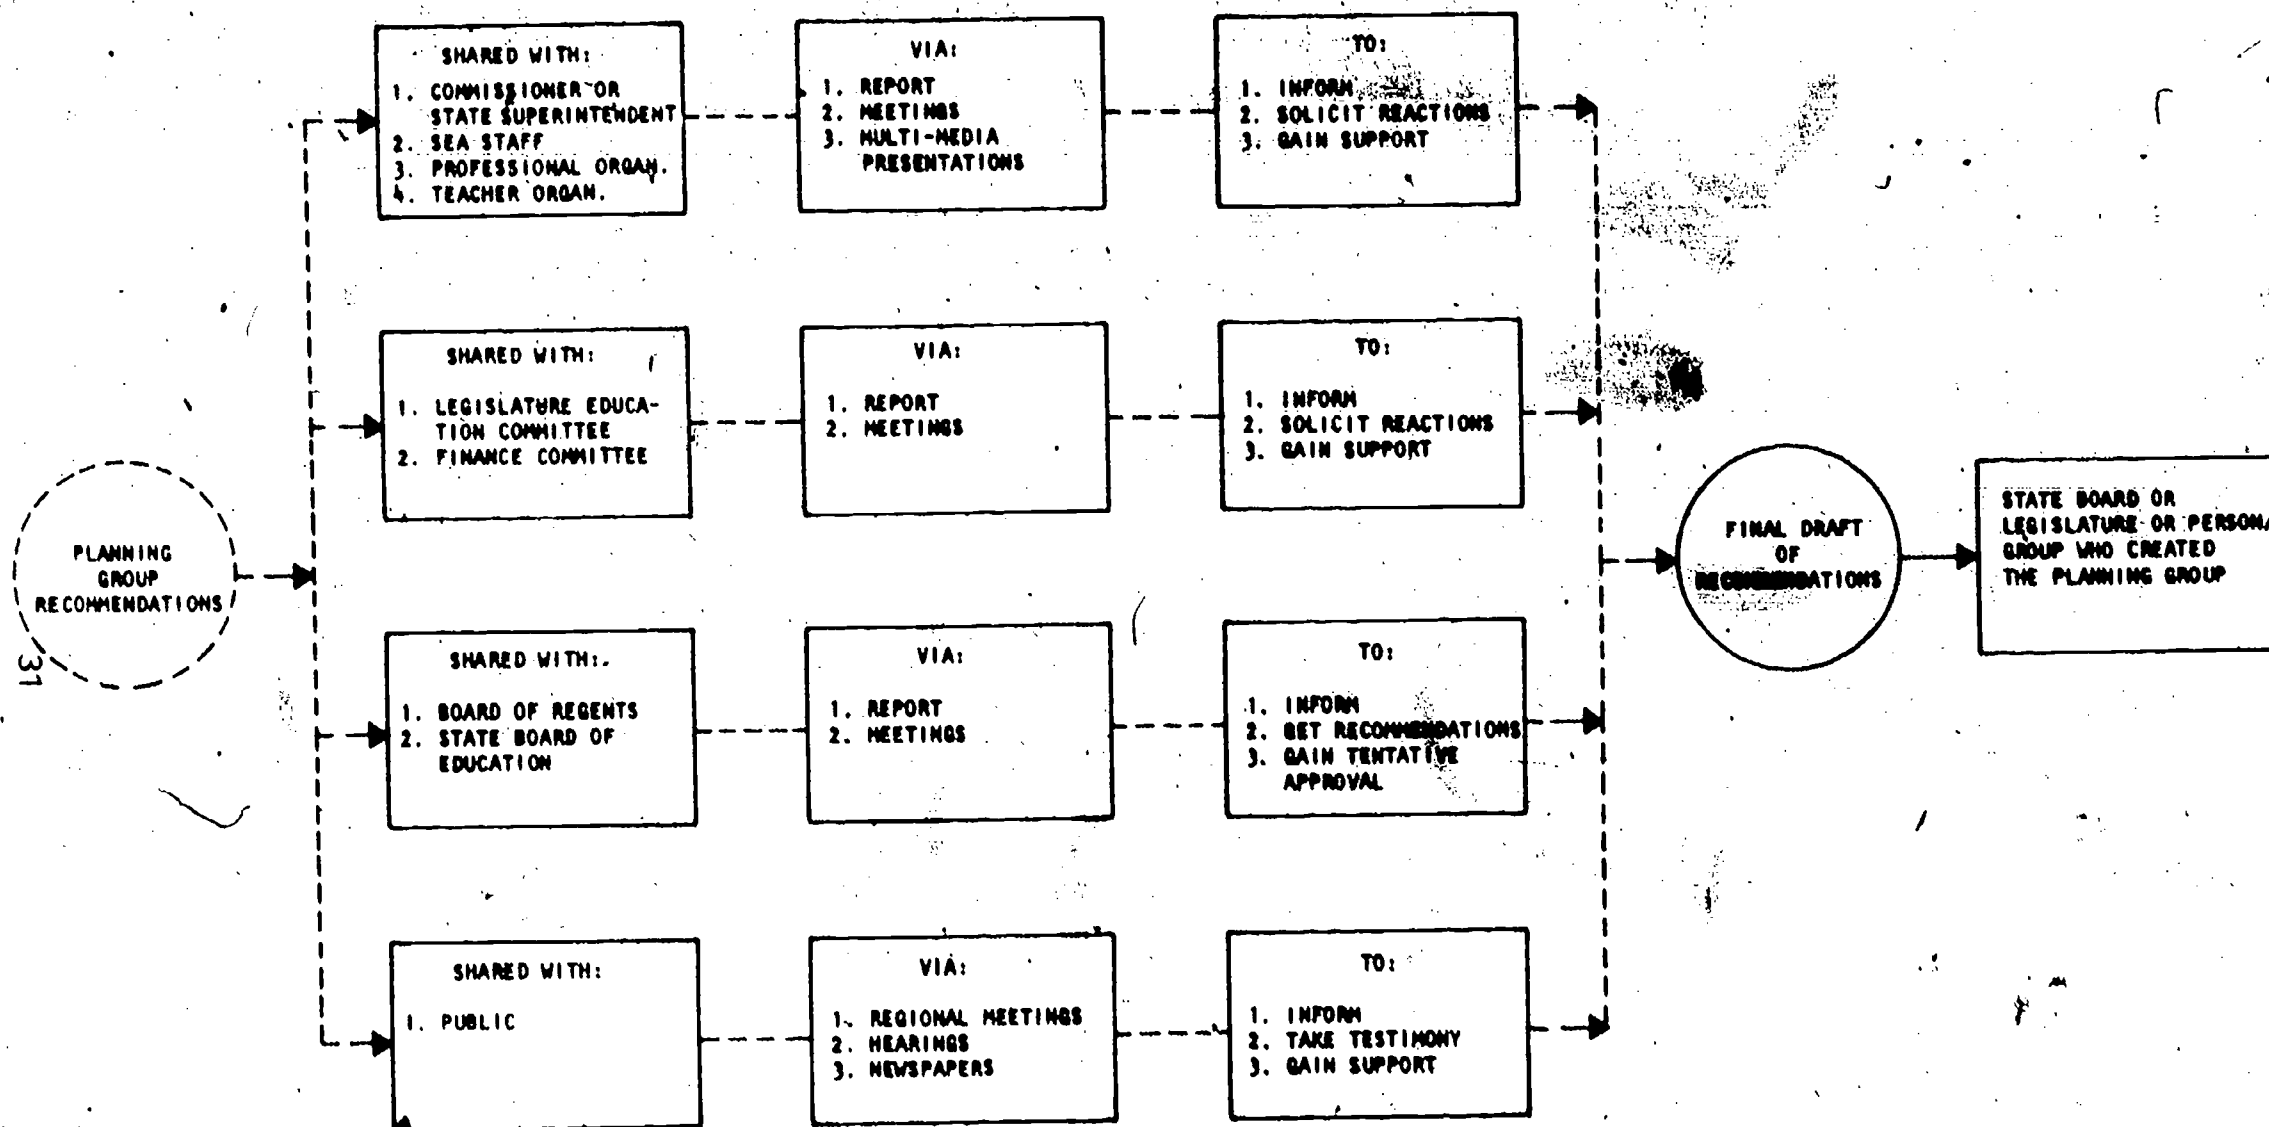 PLANNING
GROUP
RECOMMENDATIONS
31
SHARED WITH:
1. COMMISSIONER OR
STATE SUPERINTENDENT
2. SEA STAFF
3. PROFESSIONAL ORGAN.
4. TEACHER ORGAN.
VIA:
1. REPORT
2. MEETINGS
3. MULTI-MEDIA
PRESENTATIONS
TO:
1. INFORM
2. SOLICIT REACTIONS
3. GAIN SUPPORT
SHARED WITH:
1. LEGISLATURE EDUCA-
TION COMMITTEE
2. FINANCE COMMITTEE
VIA:
1. REPORT
2. MEETINGS
TO:
1. INFORM
2. SOLICIT REACTIONS
3. GAIN SUPPORT
SHARED WITH:
1. BOARD OF REGENTS
2. STATE BOARD OF
EDUCATION
VIA:
1. REPORT
2. MEETINGS
TO:
1. INFORM
2. GET RECOMMENDATIONS
3. GAIN TENTATIVE
APPROVAL
SHARED WITH:
1. PUBLIC
VIA:
1. REGIONAL MEETINGS
2. HEARINGS
3. NEWSPAPERS
TO:
1. INFORM
2. TAKE TESTIMONY
3. GAIN SUPPORT
FINAL DRAFT
OF
RECOMMENDATIONS
STATE BOARD OR
LEGISLATURE OR
GROUP WHO CREATED
THE PLANNING GROUP